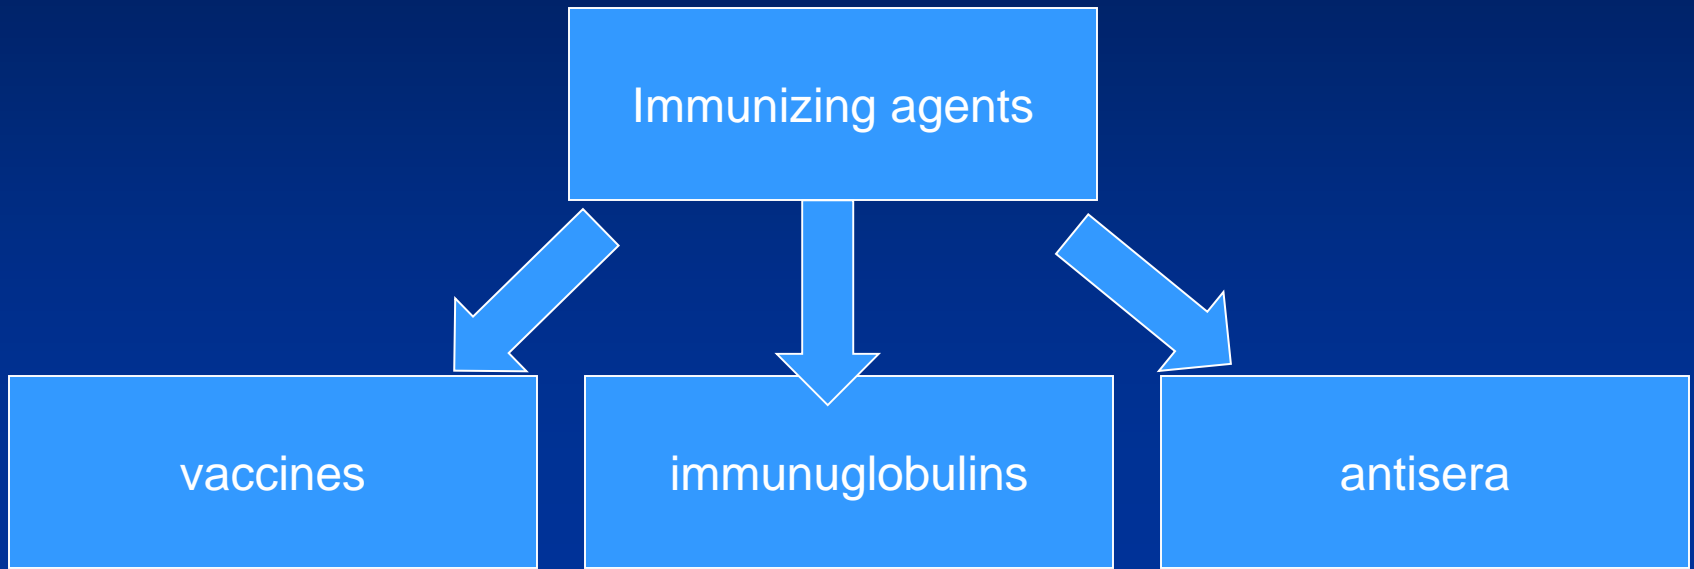 Immunizing agents
vaccines
immunuglobulins
antisera